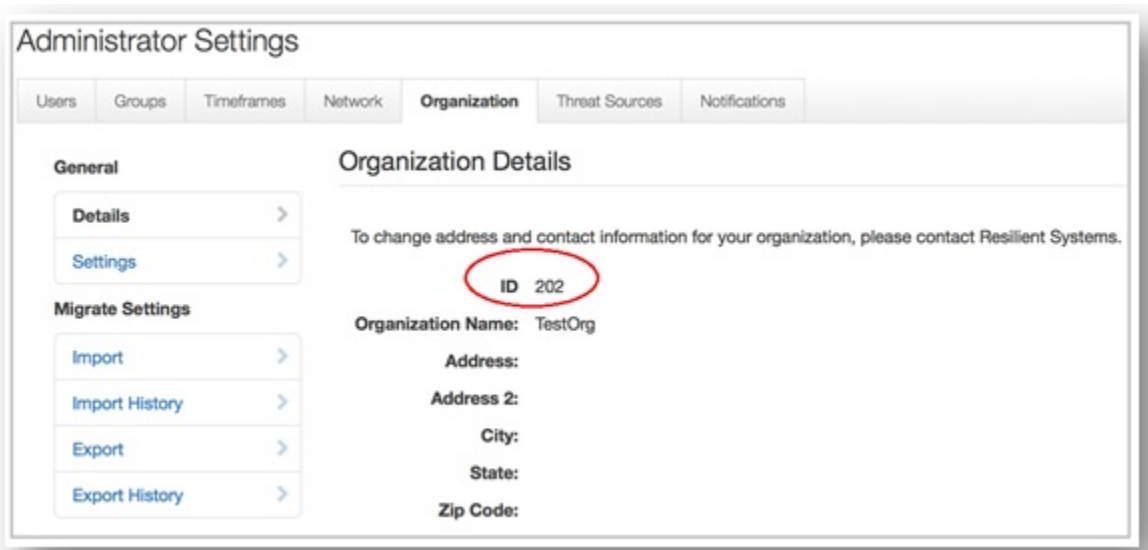 Administrator Settings
Users Groups Timeframes Network Organization Threat Sources Notifications
General
Details
Settings
Migrate Settings
Import
Import History
Export
Export History
Organization Details
To change address and contact information for your organization, please contact Resilient Systems.
ID 202
Organization Name: TestOrg
Address:
Address 2:
City:
State:
Zip Code: